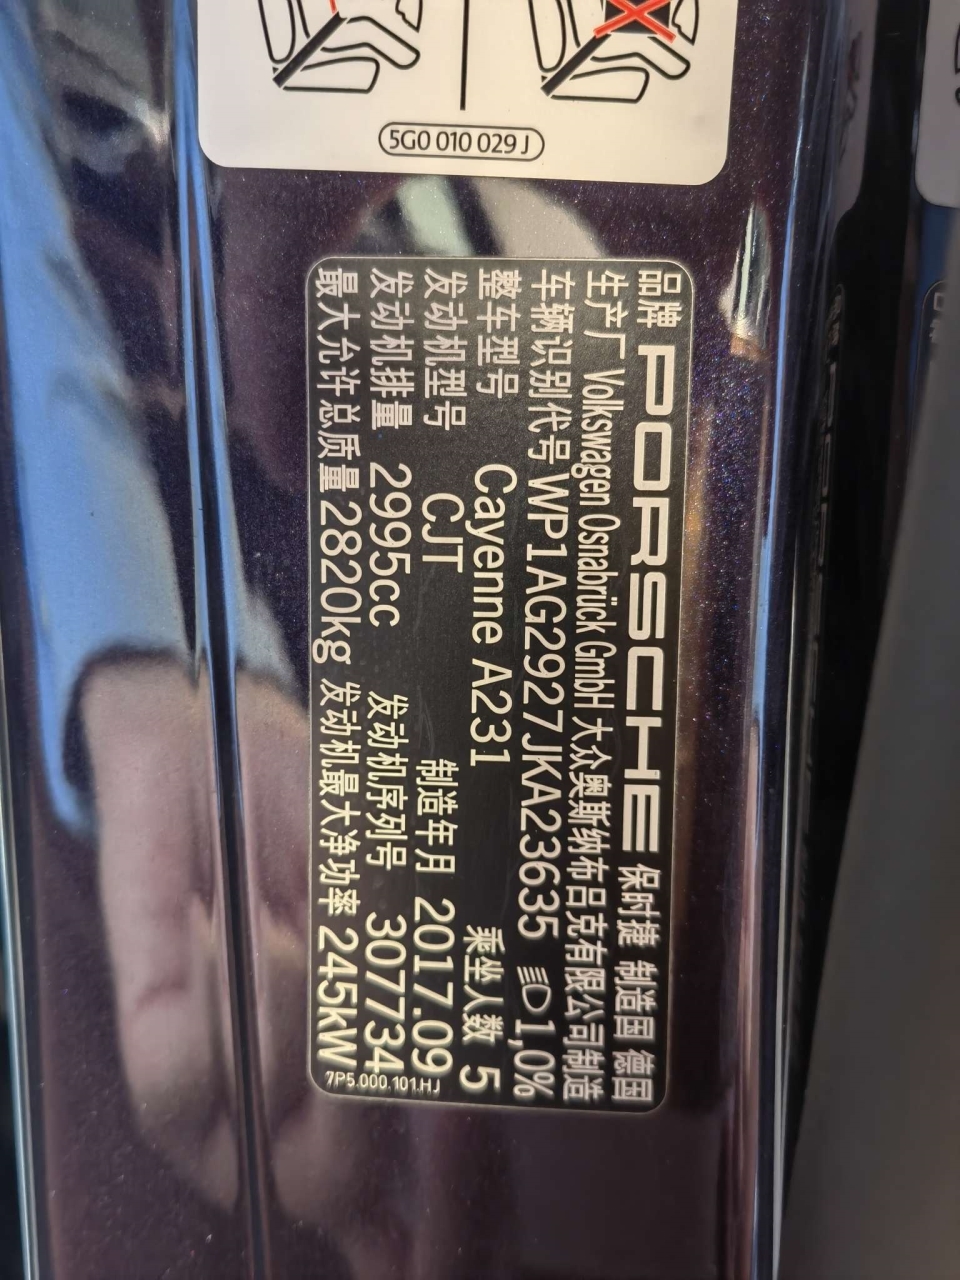 5G0 010 029 J
品牌 PORSCHE 保时捷 制造国 德国
生产厂 Volkswagen Osnabrück GmbH 大众奥斯纳布吕克有限公司制造
车辆识别代号 WP1AG2927JKA23635 1,0%
整车型号 Cayenne A231 乘坐人数 5
发动机型号 CJT 制造年月 2017.09
发动机排量 2995cc 发动机序列号 307734
最大允许总质量 2820kg 发动机最大净功率 245kW
7P5.000.101.HJ